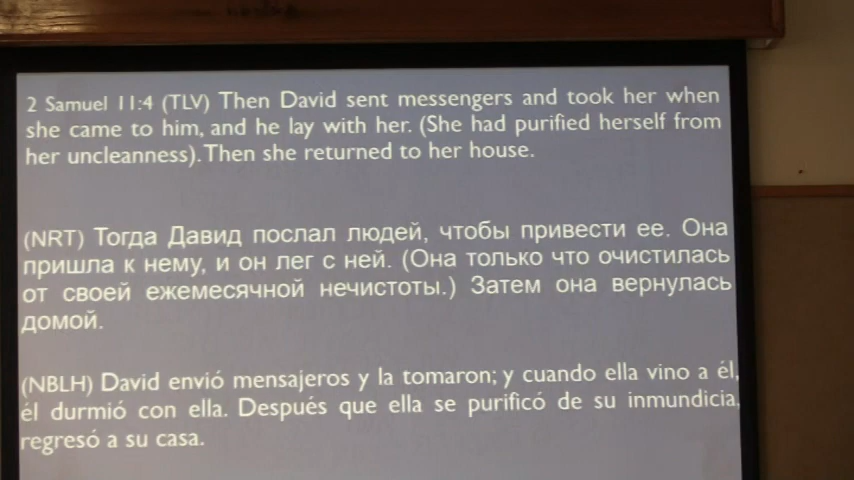 2 Samuel 11:4 (TLV) Then David sent messengers and took her when
she came to him, and he lay with her. (She had purified herself from
her uncleanness). Then she returned to her house.
(NRT) Тогда Давид послал людей, чтобы привести ее. Она
пришла к нему, и он лег с ней. (Она только что очистилась
от своей ежемесячной нечистоты.) Затем она вернулась
домой.
(NBLH) David envió mensajeros y la tomaron; y cuando ella vino a él,
él durmió con ella. Después que ella se purificó de su inmundicia,
regresó a su casa.